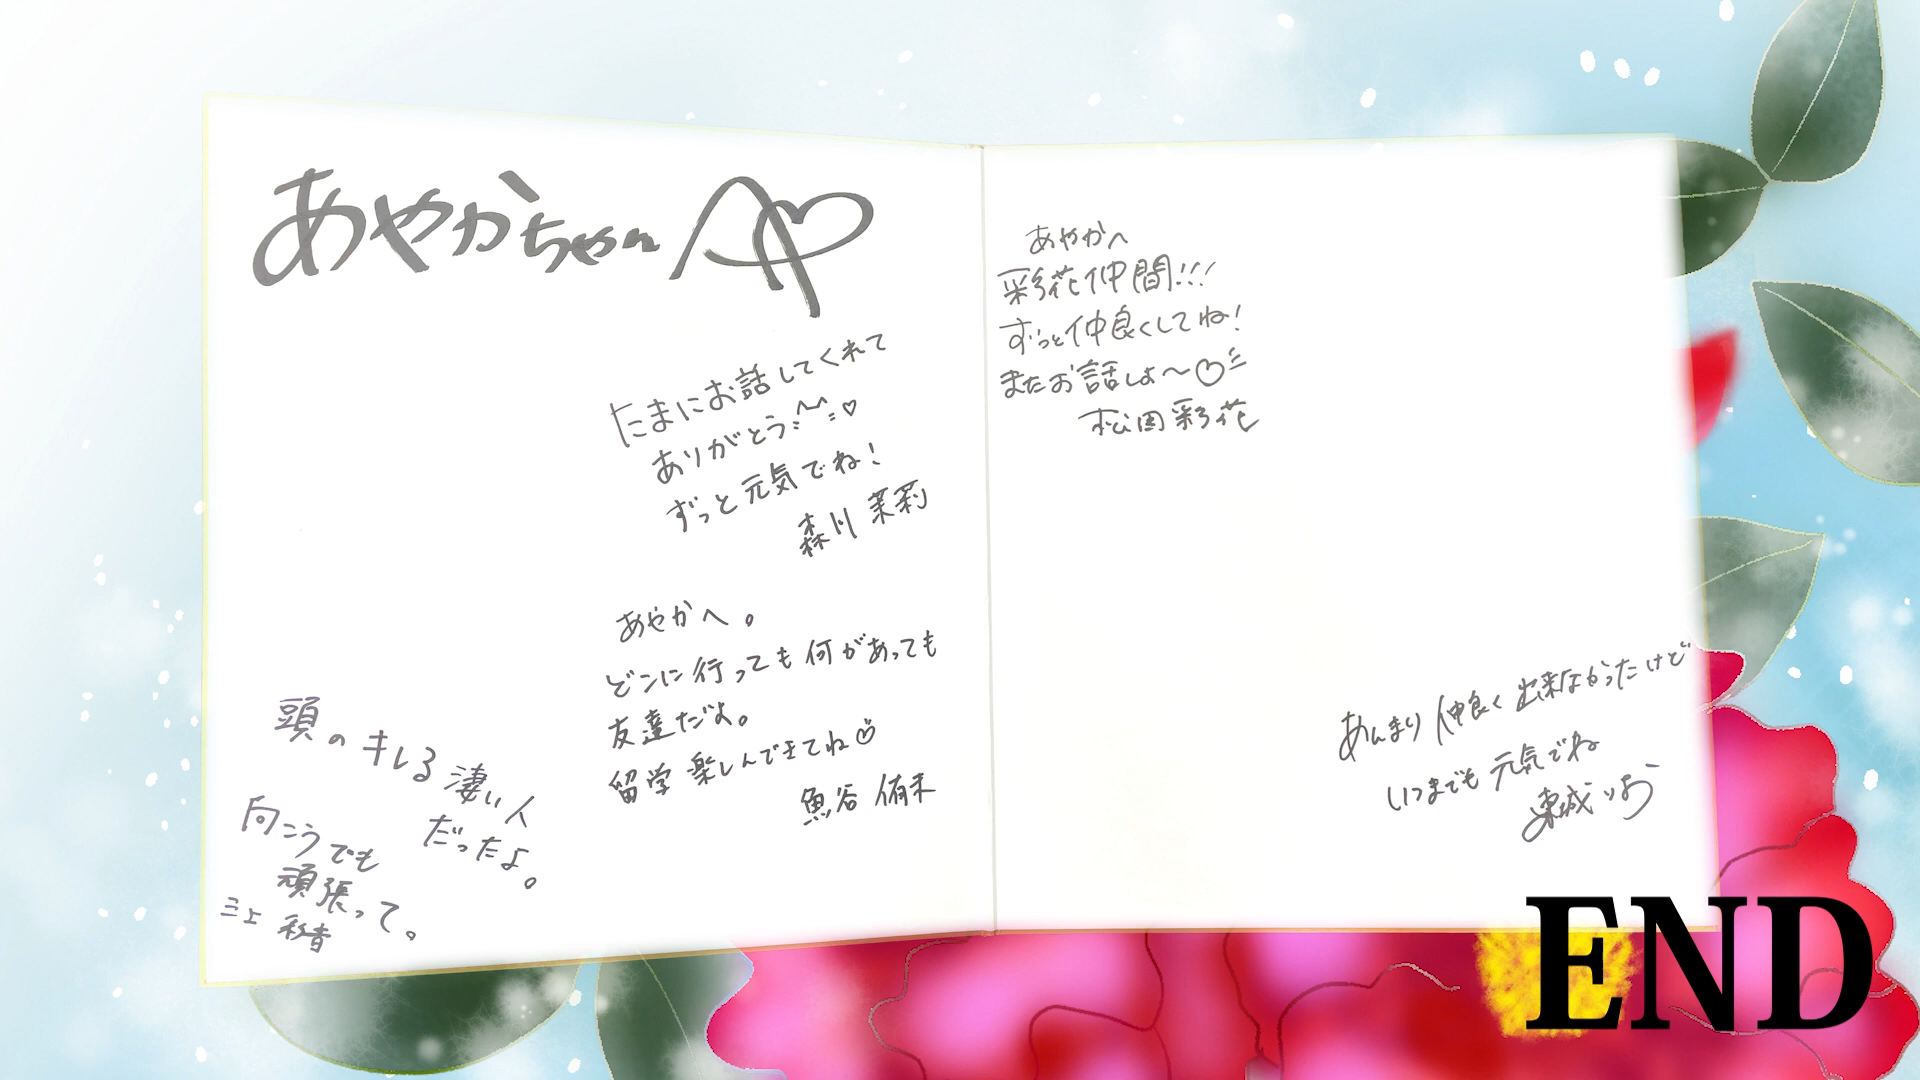 あやかちゃん
たまにお話してくれて
ありがとう
ずっと元気でね！
森川 茉莉
あやかへ。
どこに行っても何があっても
友達だよ。
留学楽しんできてね
魚谷 侑未
頭のキレる凄い人
だったよ。
向こうでも
頑張って。
三上 彩香
あやかへ
彩花仲間!!!
ずっと仲良くしてね！
またお話しよ〜♡
松田 彩花
あんまり仲良く出来なかったけど
いつまでも元気でね
東城りお
END